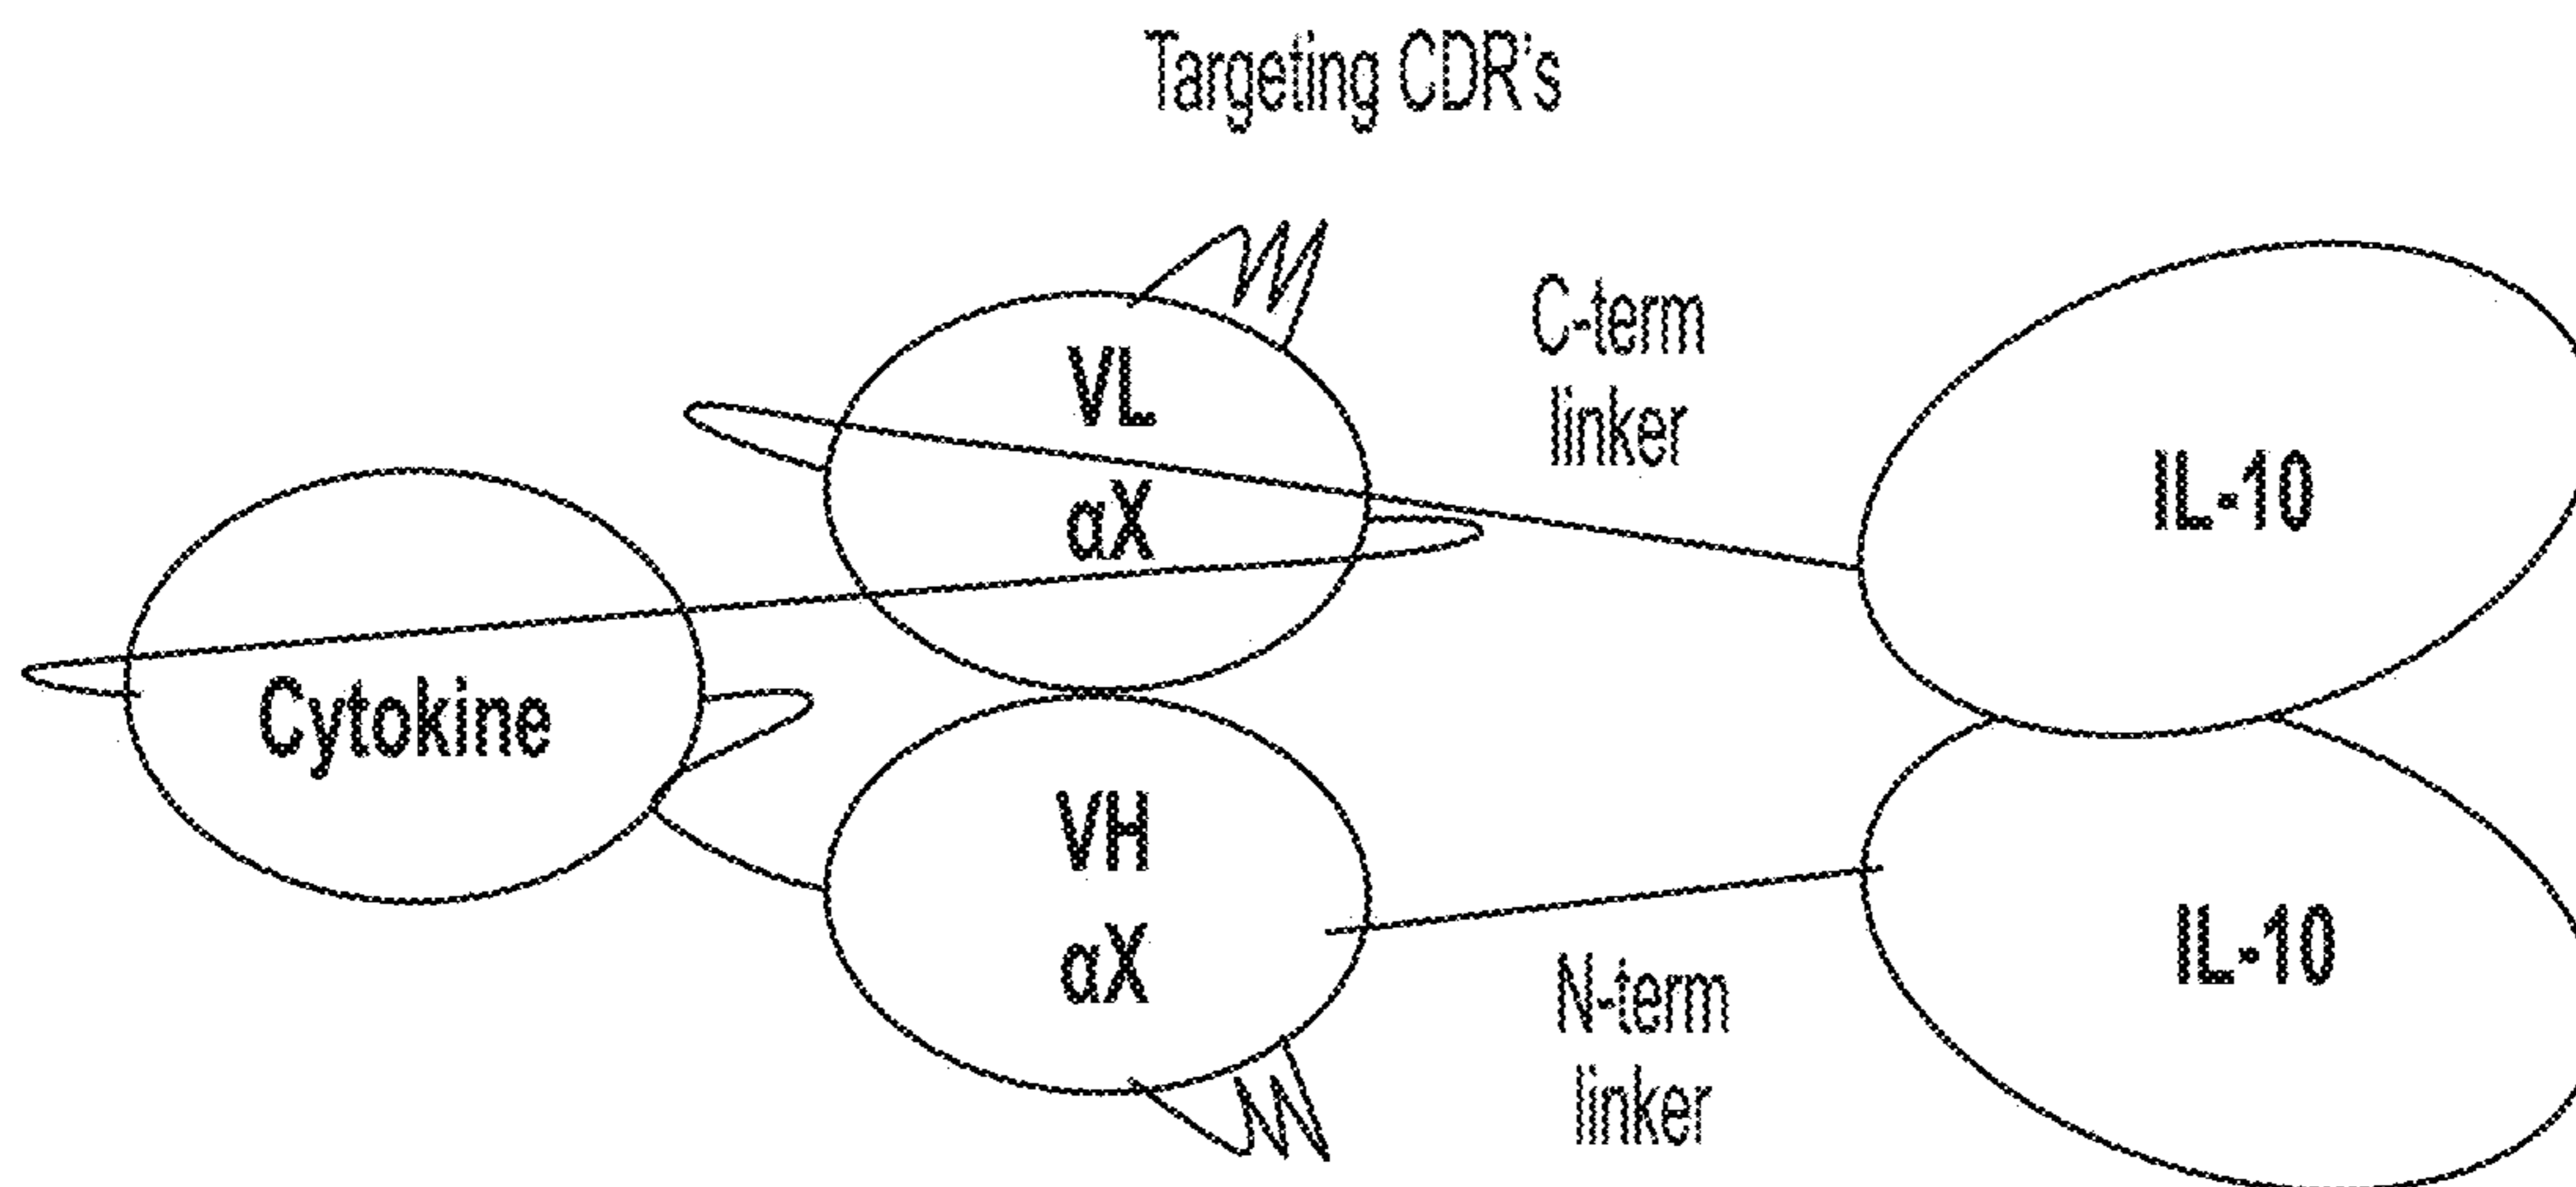 Targeting CDR's
C-term
linker
VL
αX
IL-10
Cytokine
VH
αX
IL-10
N-term
linker